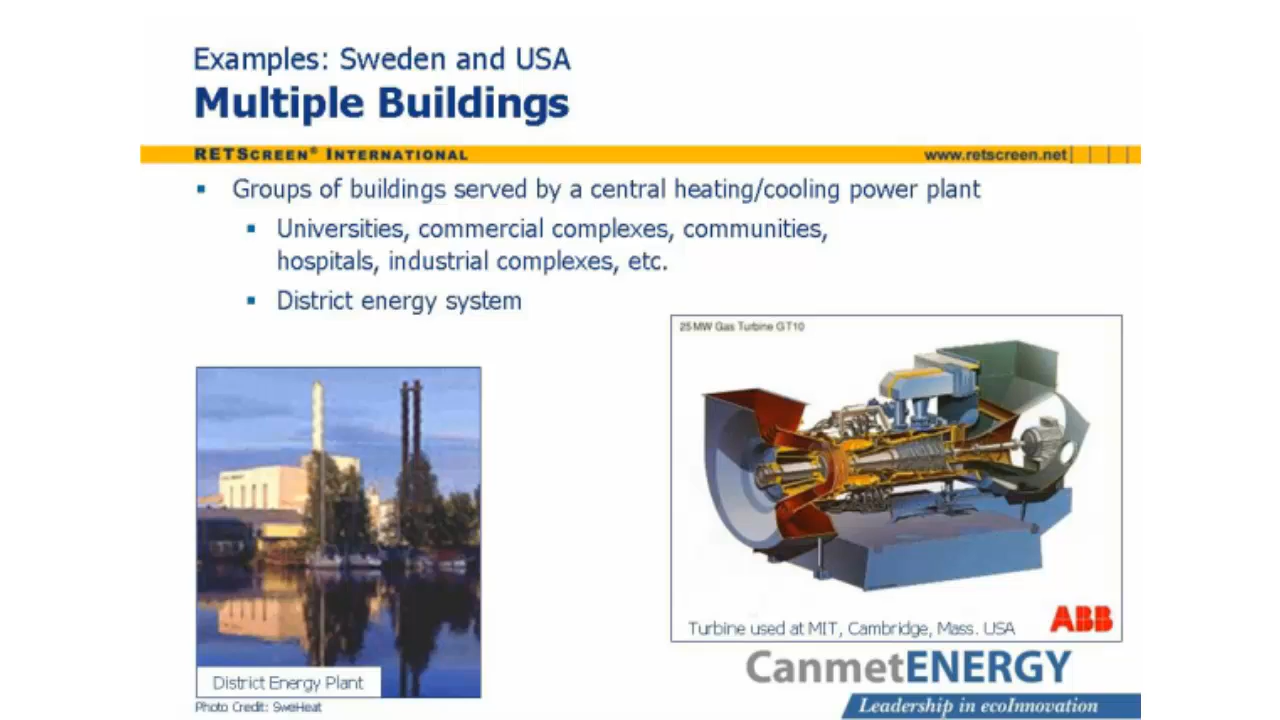 Examples: Sweden and USA
Multiple Buildings
RETSCREEN® INTERNATIONAL
www.retscreen.net
Groups of buildings served by a central heating/cooling power plant
Universities, commercial complexes, communities,
hospitals, industrial complexes, etc.
District energy system
25 MW Gas Turbine GT10
Turbine used at MIT, Cambridge, Mass. USA
ABB
CanmetENERGY
District Energy Plant
Photo Credit: SweHeat
Leadership in ecoInnovation